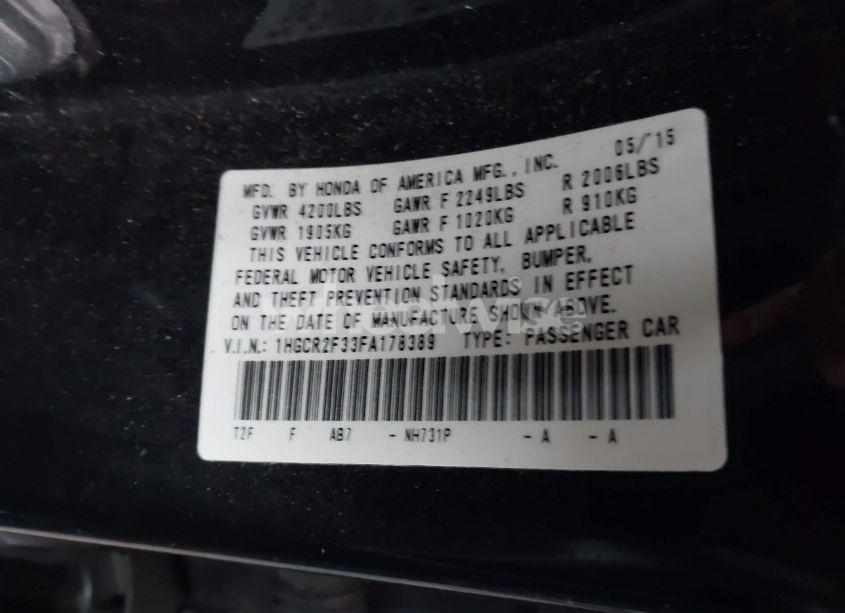 05/15
MFD. BY HONDA OF AMERICA MFG., INC.
GVWR 4200LBS GAWR F 2249LBS R 2006LBS
GVWR 1905KG GAWR F 1020KG R 910KG
THIS VEHICLE CONFORMS TO ALL APPLICABLE
FEDERAL MOTOR VEHICLE SAFETY, BUMPER,
AND THEFT PREVENTION STANDARDS IN EFFECT
ON THE DATE OF MANUFACTURE SHOWN ABOVE.
V.I.N.: 1HGCR2F33FA178389 TYPE: PASSENGER CAR
T2F F AB7 - NH731P - A - A